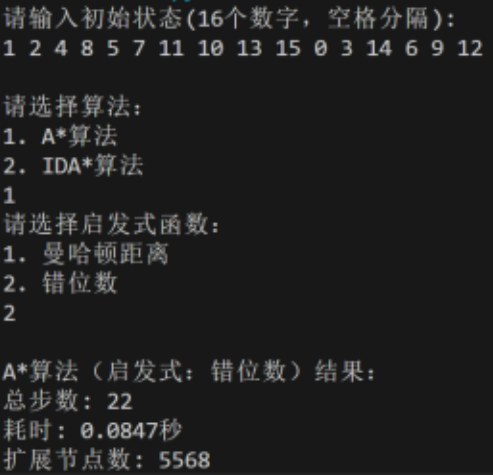 请输入初始状态(16个数字, 空格分隔):
1 2 4 8 5 7 11 10 13 15 0 3 14 6 9 12
请选择算法:
1. A*算法
2. IDA*算法
1
请选择启发式函数:
1. 曼哈顿距离
2. 错位数
2
A*算法（启发式: 错位数）结果:
总步数: 22
耗时: 0.0847秒
扩展节点数: 5568